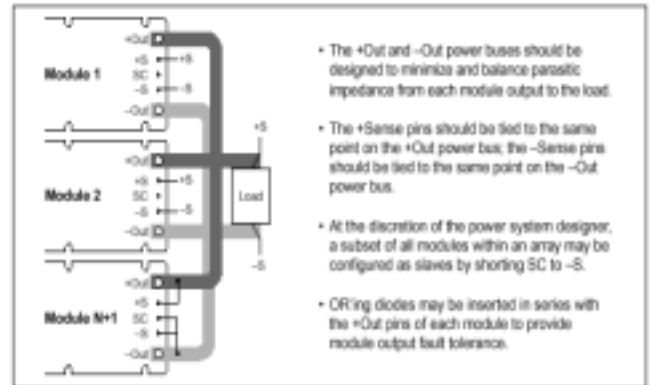 +Out
+S
+S
Module 1
SC
–S
–S
–Out
+S
+Out
+S
+S
Module 2
SC
Load
–S
–S
–Out
–S
+Out
+S
Module N+1
SC
–S
–Out
• The +Out and –Out power buses should be
designed to minimize and balance parasitic
impedance from each module output to the load.
• The +Sense pins should be tied to the same
point on the +Out power bus; the –Sense pins
should be tied to the same point on the –Out
power bus.
• At the discretion of the power system designer,
a subset of all modules within an array may be
configured as slaves by shorting SC to –S.
• OR'ing diodes may be inserted in series with
the +Out pins of each module to provide
module output fault tolerance.